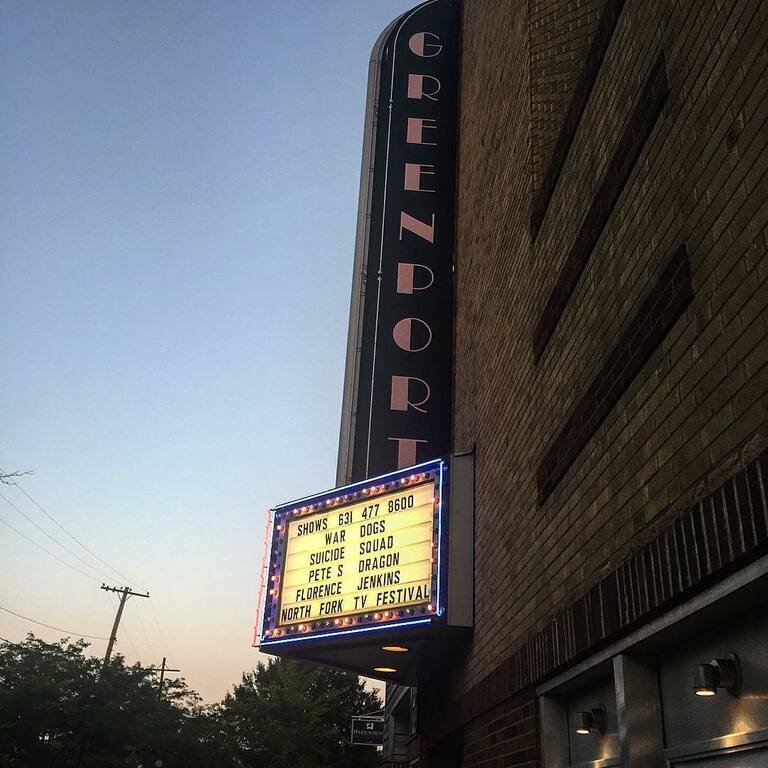 GREENPORT
SHOWS 631 477 8600
WAR DOGS
SUICIDE SQUAD
PETE S DRAGON
FLORENCE JENKINS
NORTH FORK TV FESTIVAL